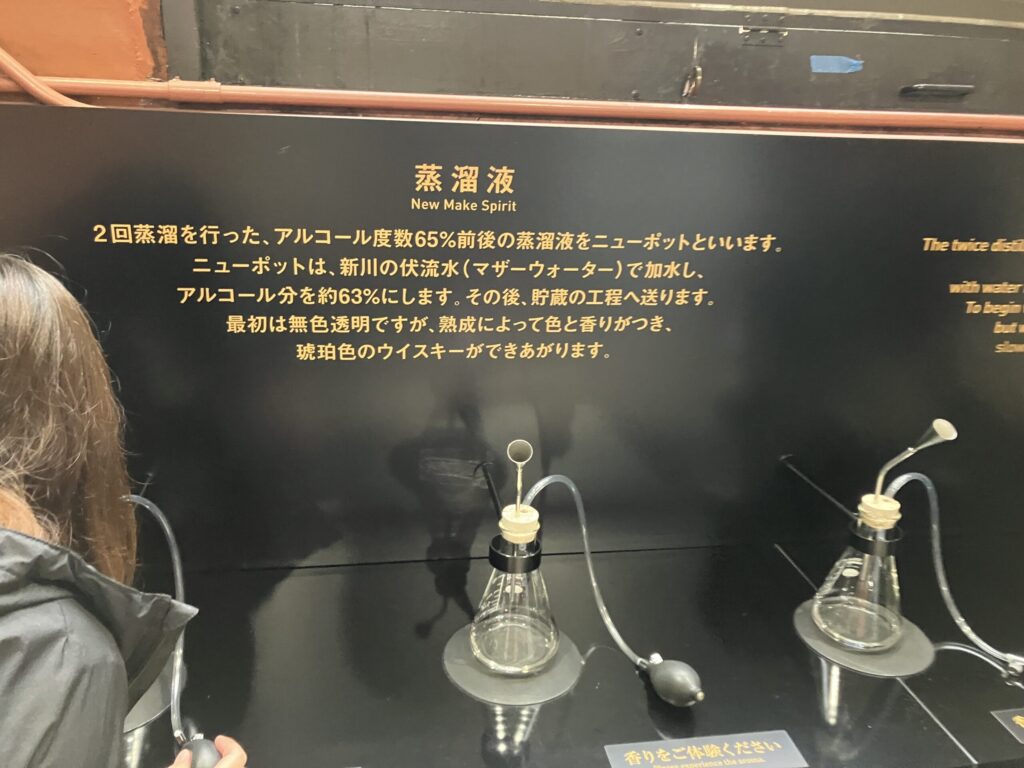 蒸溜液
New Make Spirit
2回蒸溜を行った、アルコール度数65%前後の蒸溜液をニューポットといいます。
ニューポットは、新川の伏流水(マザーウォーター)で加水し、
アルコール分を約63%にします。その後、貯蔵の工程へ送ります。
最初は無色透明ですが、熟成によって色と香りがつき、
琥珀色のウイスキーができあがります。
The twice distil
with water
To begin
but w
slow
香りをご体験ください
Please experience the aroma.